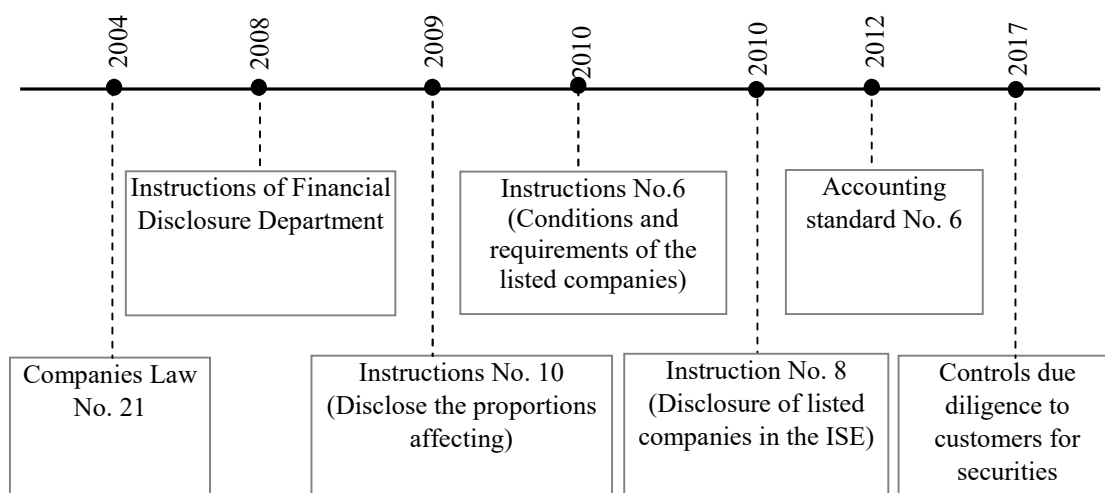 2004
2008
2009
2010
2010
2012
2017
Instructions of Financial
Disclosure Department
Instructions No.6
(Conditions and
requirements of the
listed companies)
Accounting
standard No. 6
Companies Law
No. 21
Instructions No. 10
(Disclose the proportions
affecting)
Instruction No. 8
(Disclosure of listed
companies in the ISE)
Controls due
diligence to
customers for
securities